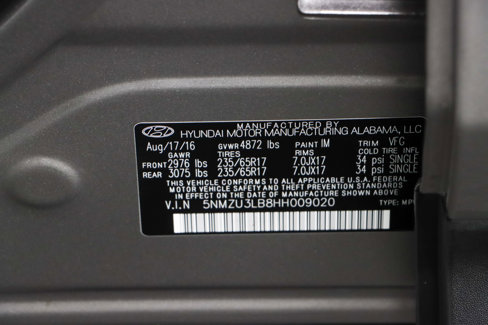 MANUFACTURED BY
HYUNDAI MOTOR MANUFACTURING ALABAMA, LLC
Aug/17/16 GVWR 4872 lbs PAINT IM TRIM VFG
GAWR TIRES RIMS COLD TIRE INFL
FRONT 2976 lbs 235/65R17 7.0JX17 34 psi SINGLE
REAR 3075 lbs 235/65R17 7.0JX17 34 psi SINGLE
THIS VEHICLE CONFORMS TO ALL APPLICABLE U.S. FEDERAL
MOTOR VEHICLE SAFETY AND THEFT PREVENTION STANDARDS
IN EFFECT ON THE DATE OF MANUFACTURE SHOWN ABOVE
V.I.N 5NMZU3LB8HH009020 TYPE: MP